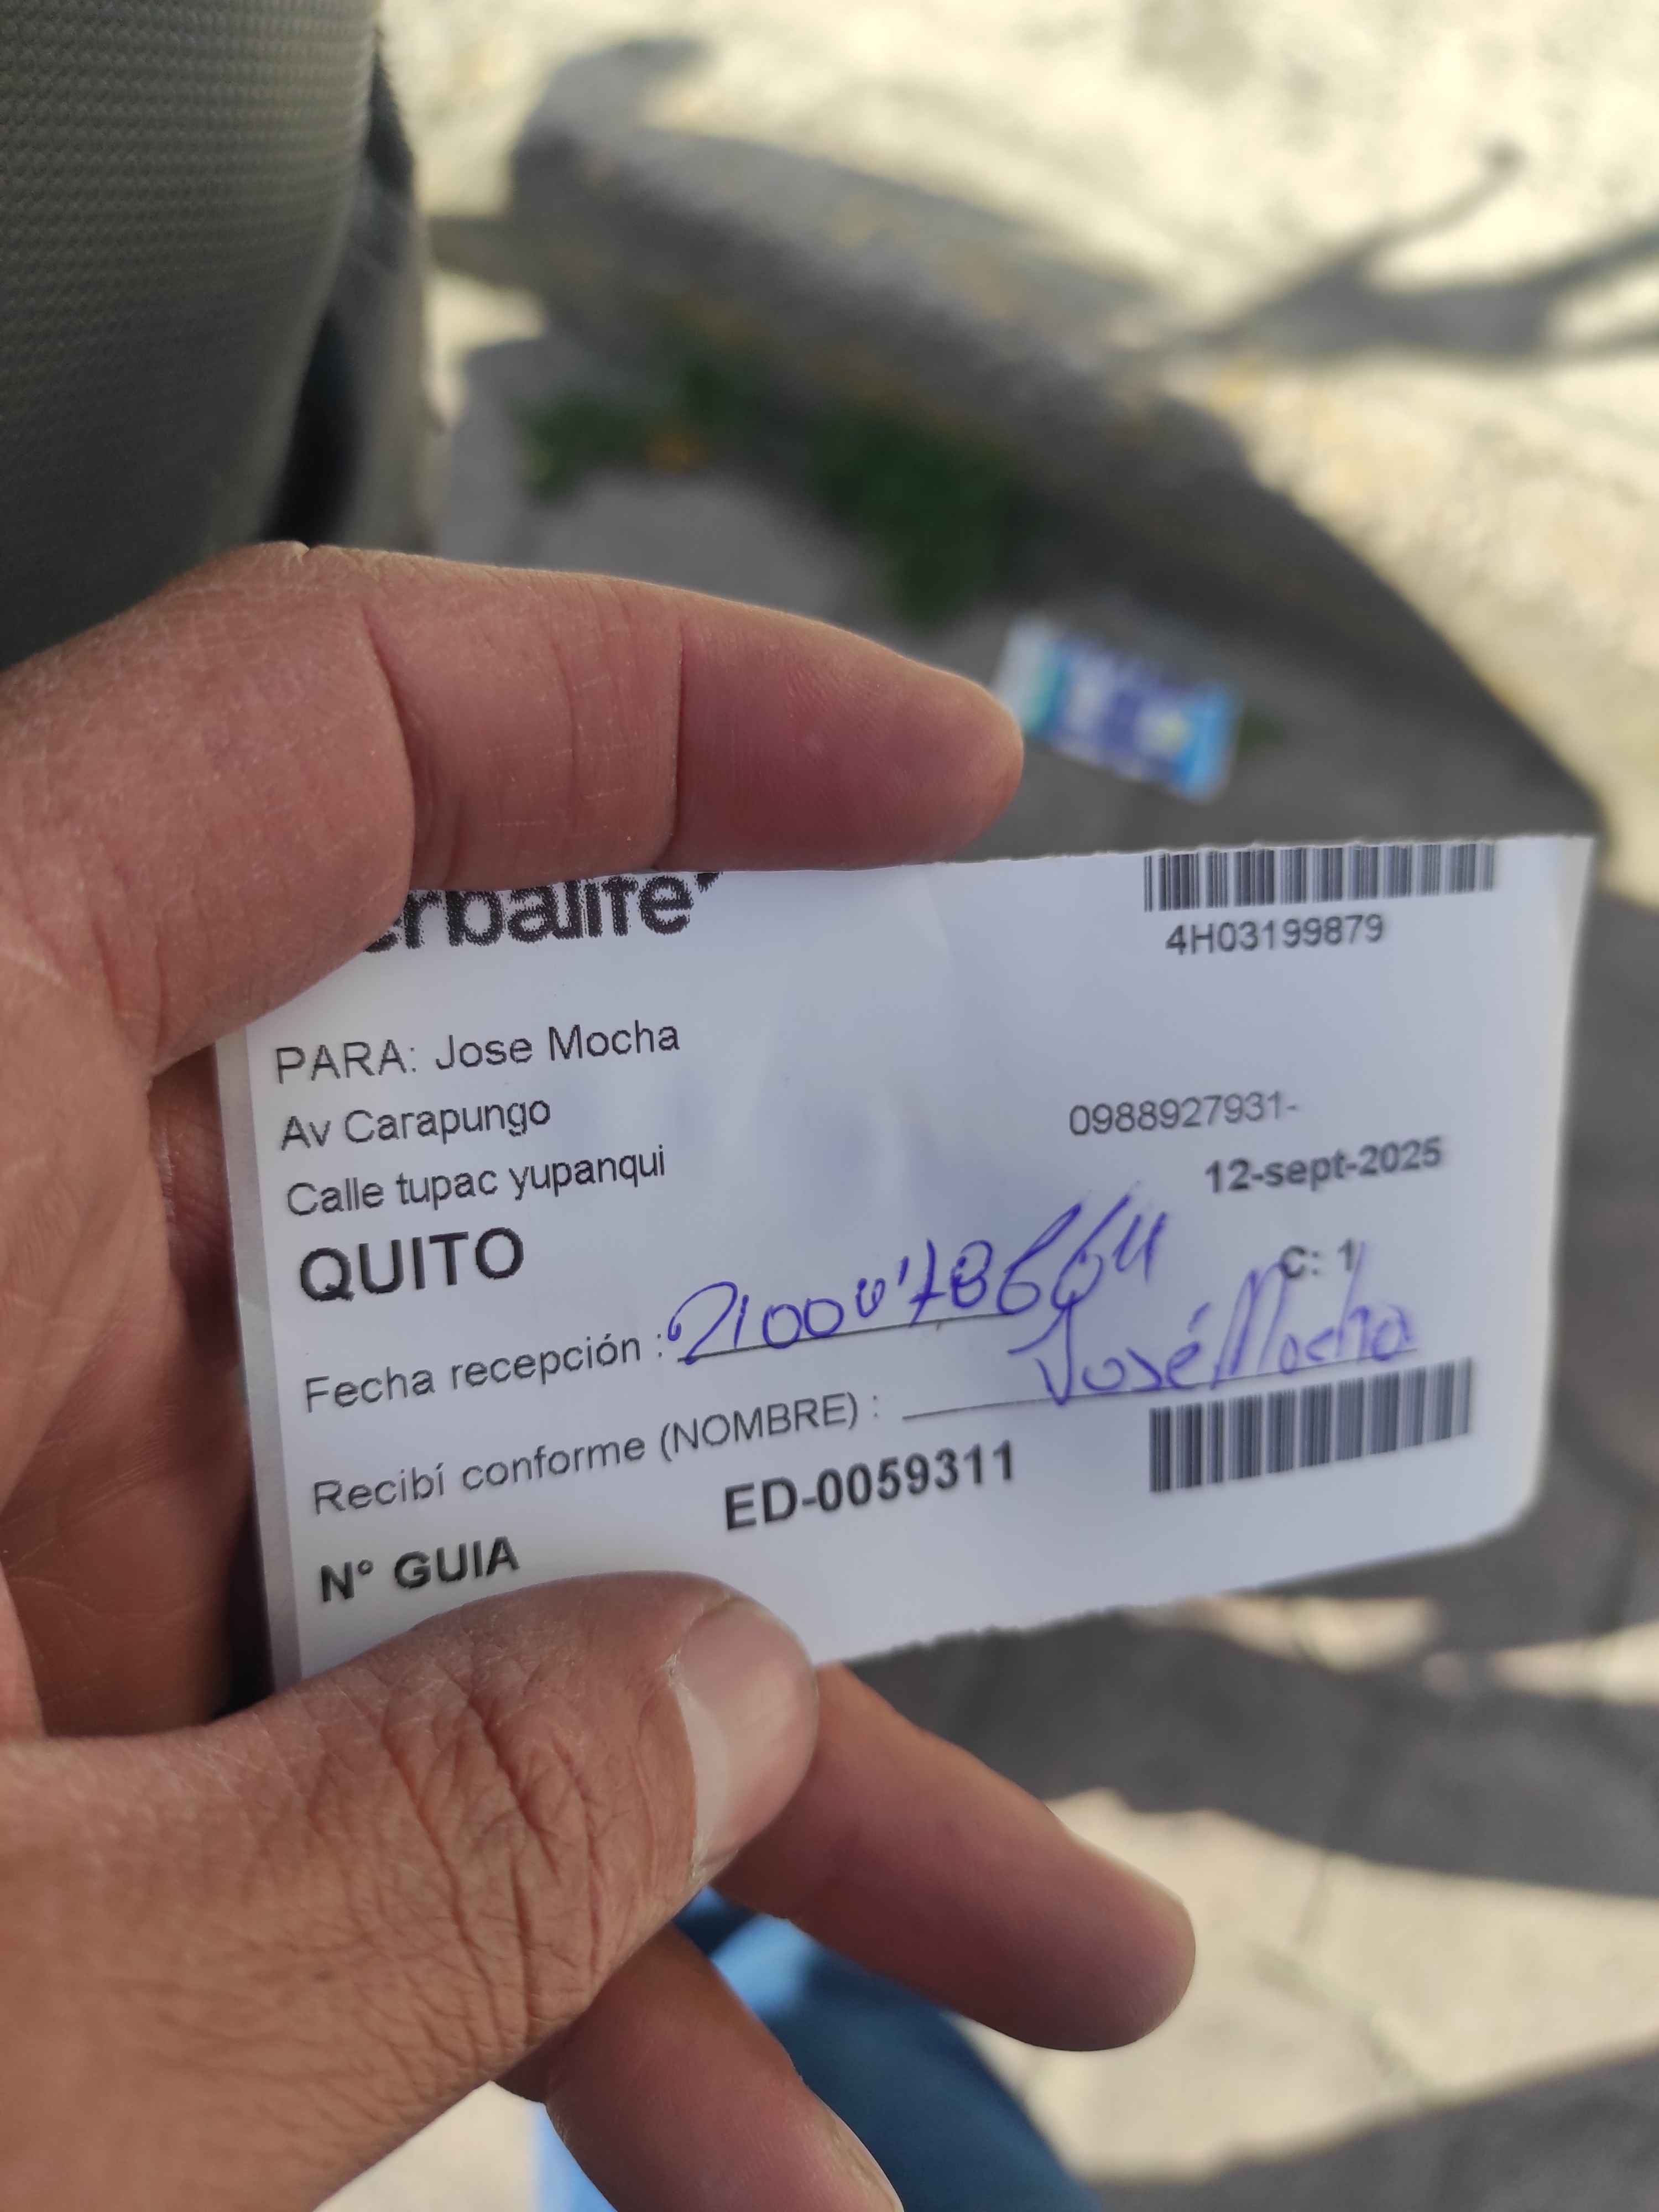 erbalife
4H03199879
PARA: Jose Mocha
Av Carapungo
0988927931-
Calle tupac yupanqui
12-sept-2025
QUITO
C: 1
Fecha recepción :
José Mocha
Recibí conforme (NOMBRE) :
Nº GUIA ED-0059311